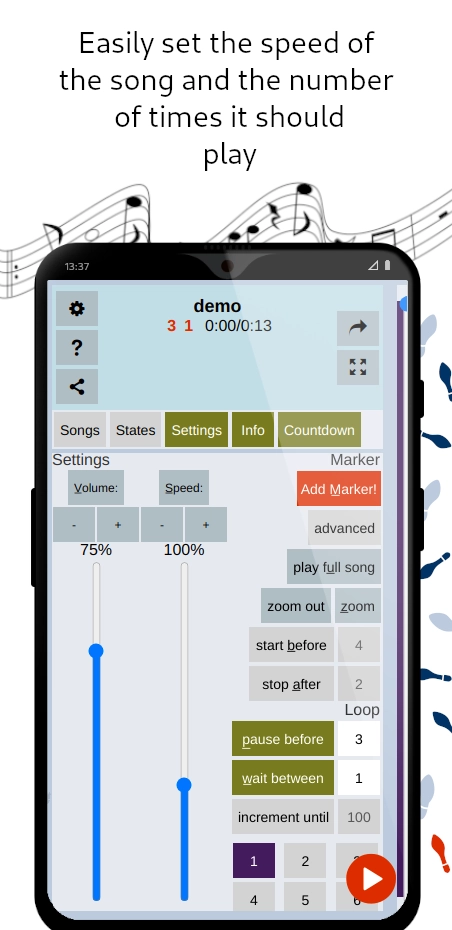 Easily set the speed of
the song and the number
of times it should
play
13:37
demo
3 1 0:00/0:13
?
Songs States Settings Info Countdown
Settings Marker
Volume: Speed: Add Marker!
- + - + advanced
75% 100%
play full song
zoom out zoom
start before 4
stop after 2
Loop
pause before 3
wait between 1
increment until 100
1 2
4 5 6